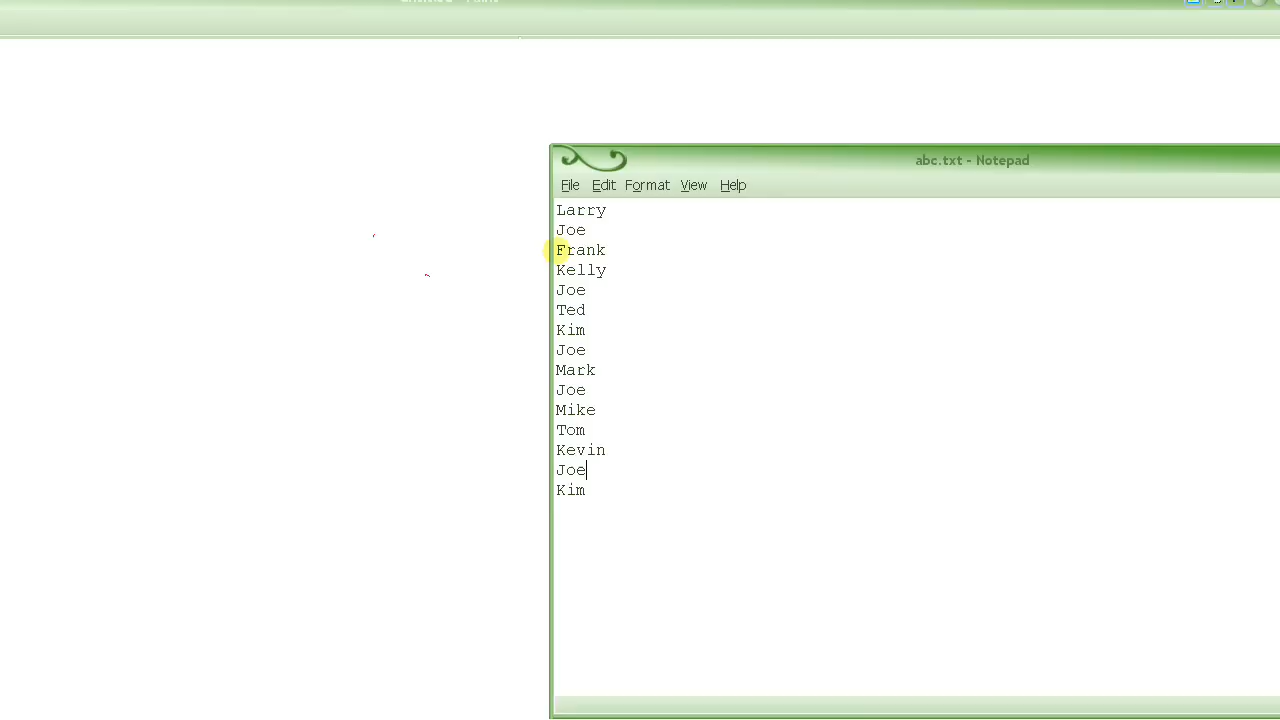 abc.txt - Notepad
File Edit Format View Help
Larry
Joe
Frank
Kelly
Joe
Ted
Kim
Joe
Mark
Joe
Mike
Tom
Kevin
Joe
Kim